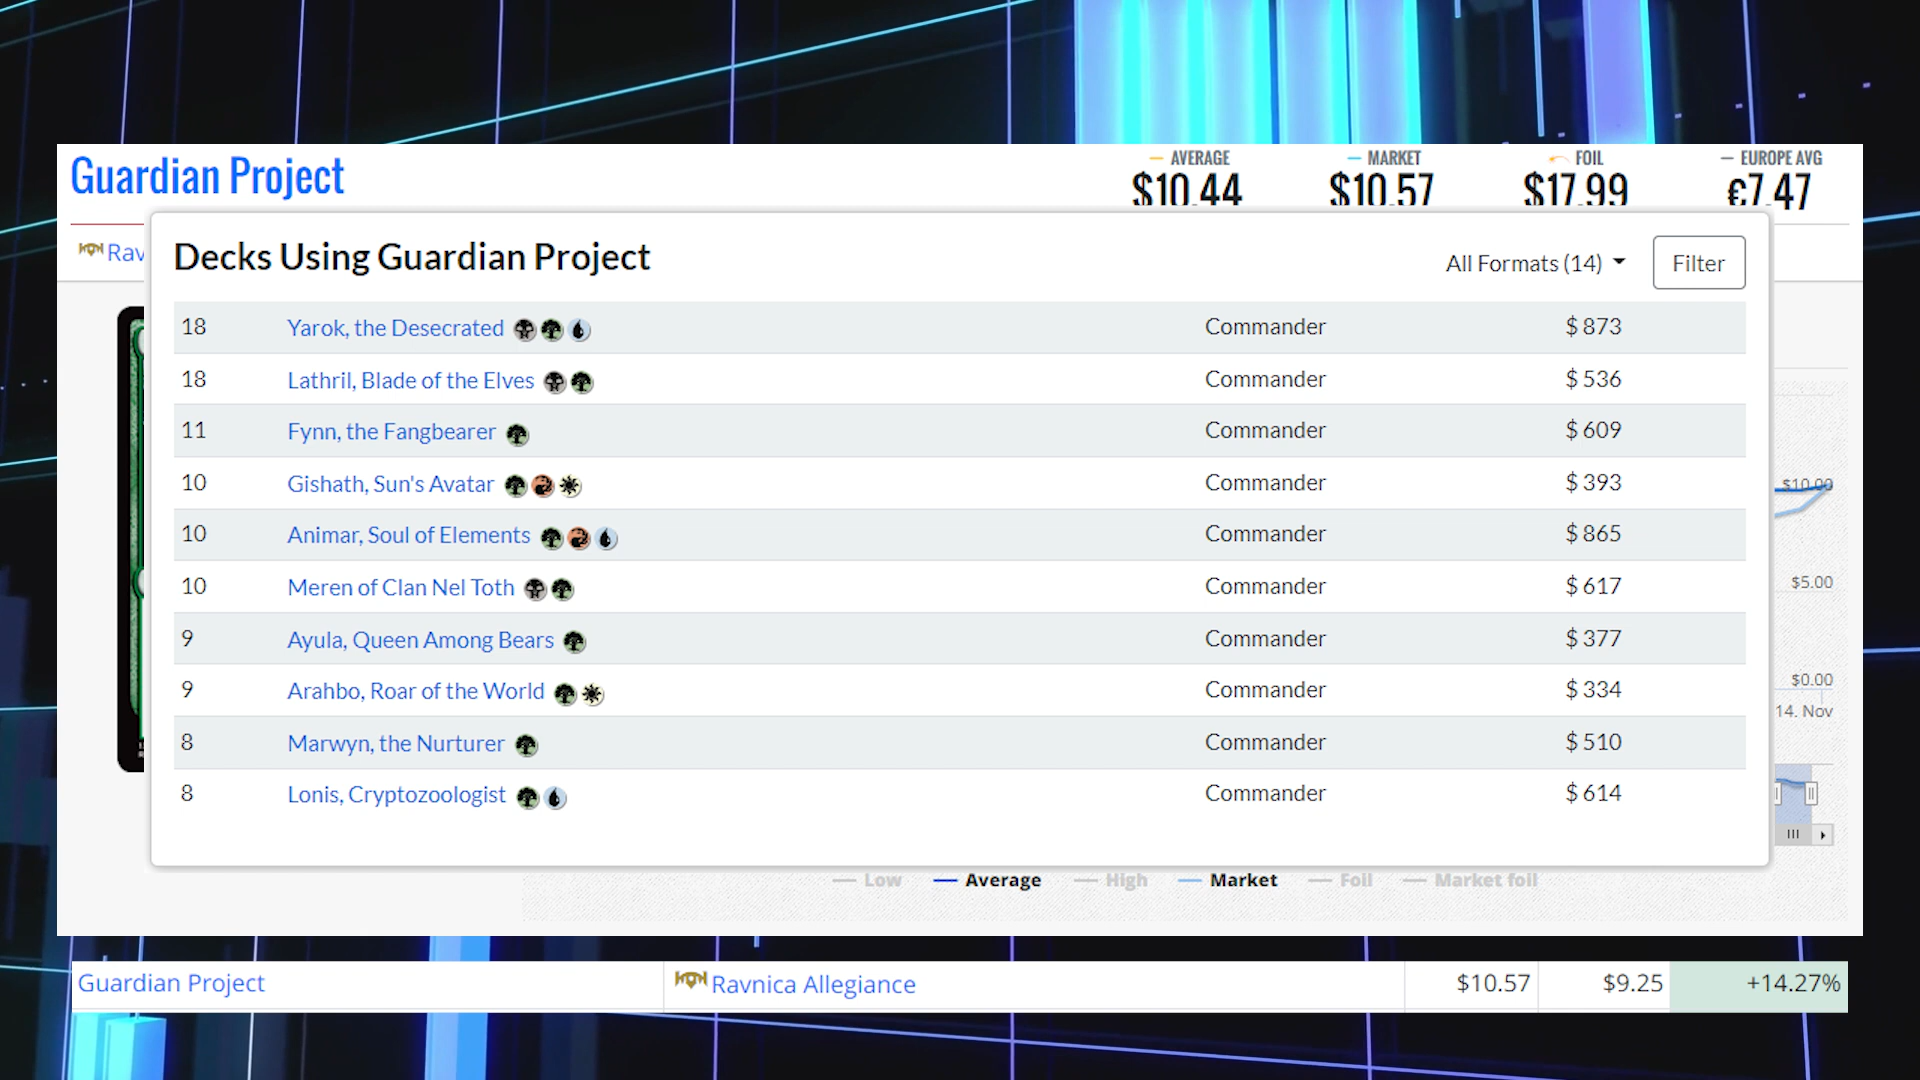 Guardian Project
AVERAGE MARKET FOIL EUROPE AVG
$10.44 $10.57 $17.99 €7.47
Rav
Decks Using Guardian Project All Formats (14) Filter
18 Yarok, the Desecrated Commander $ 873
18 Lathril, Blade of the Elves Commander $ 536
11 Fynn, the Fangbearer Commander $ 609
10 Gishath, Sun's Avatar Commander $ 393
10 Animar, Soul of Elements Commander $ 865
10 Meren of Clan Nel Toth Commander $ 617
9 Ayula, Queen Among Bears Commander $ 377
9 Arahbo, Roar of the World Commander $ 334
8 Marwyn, the Nurturer Commander $ 510
8 Lonis, Cryptozoologist Commander $ 614
$10.00
$5.00
$0.00
14. Nov
Low Average High Market Foil Market foil
Guardian Project Ravnica Allegiance $10.57 $9.25 +14.27%